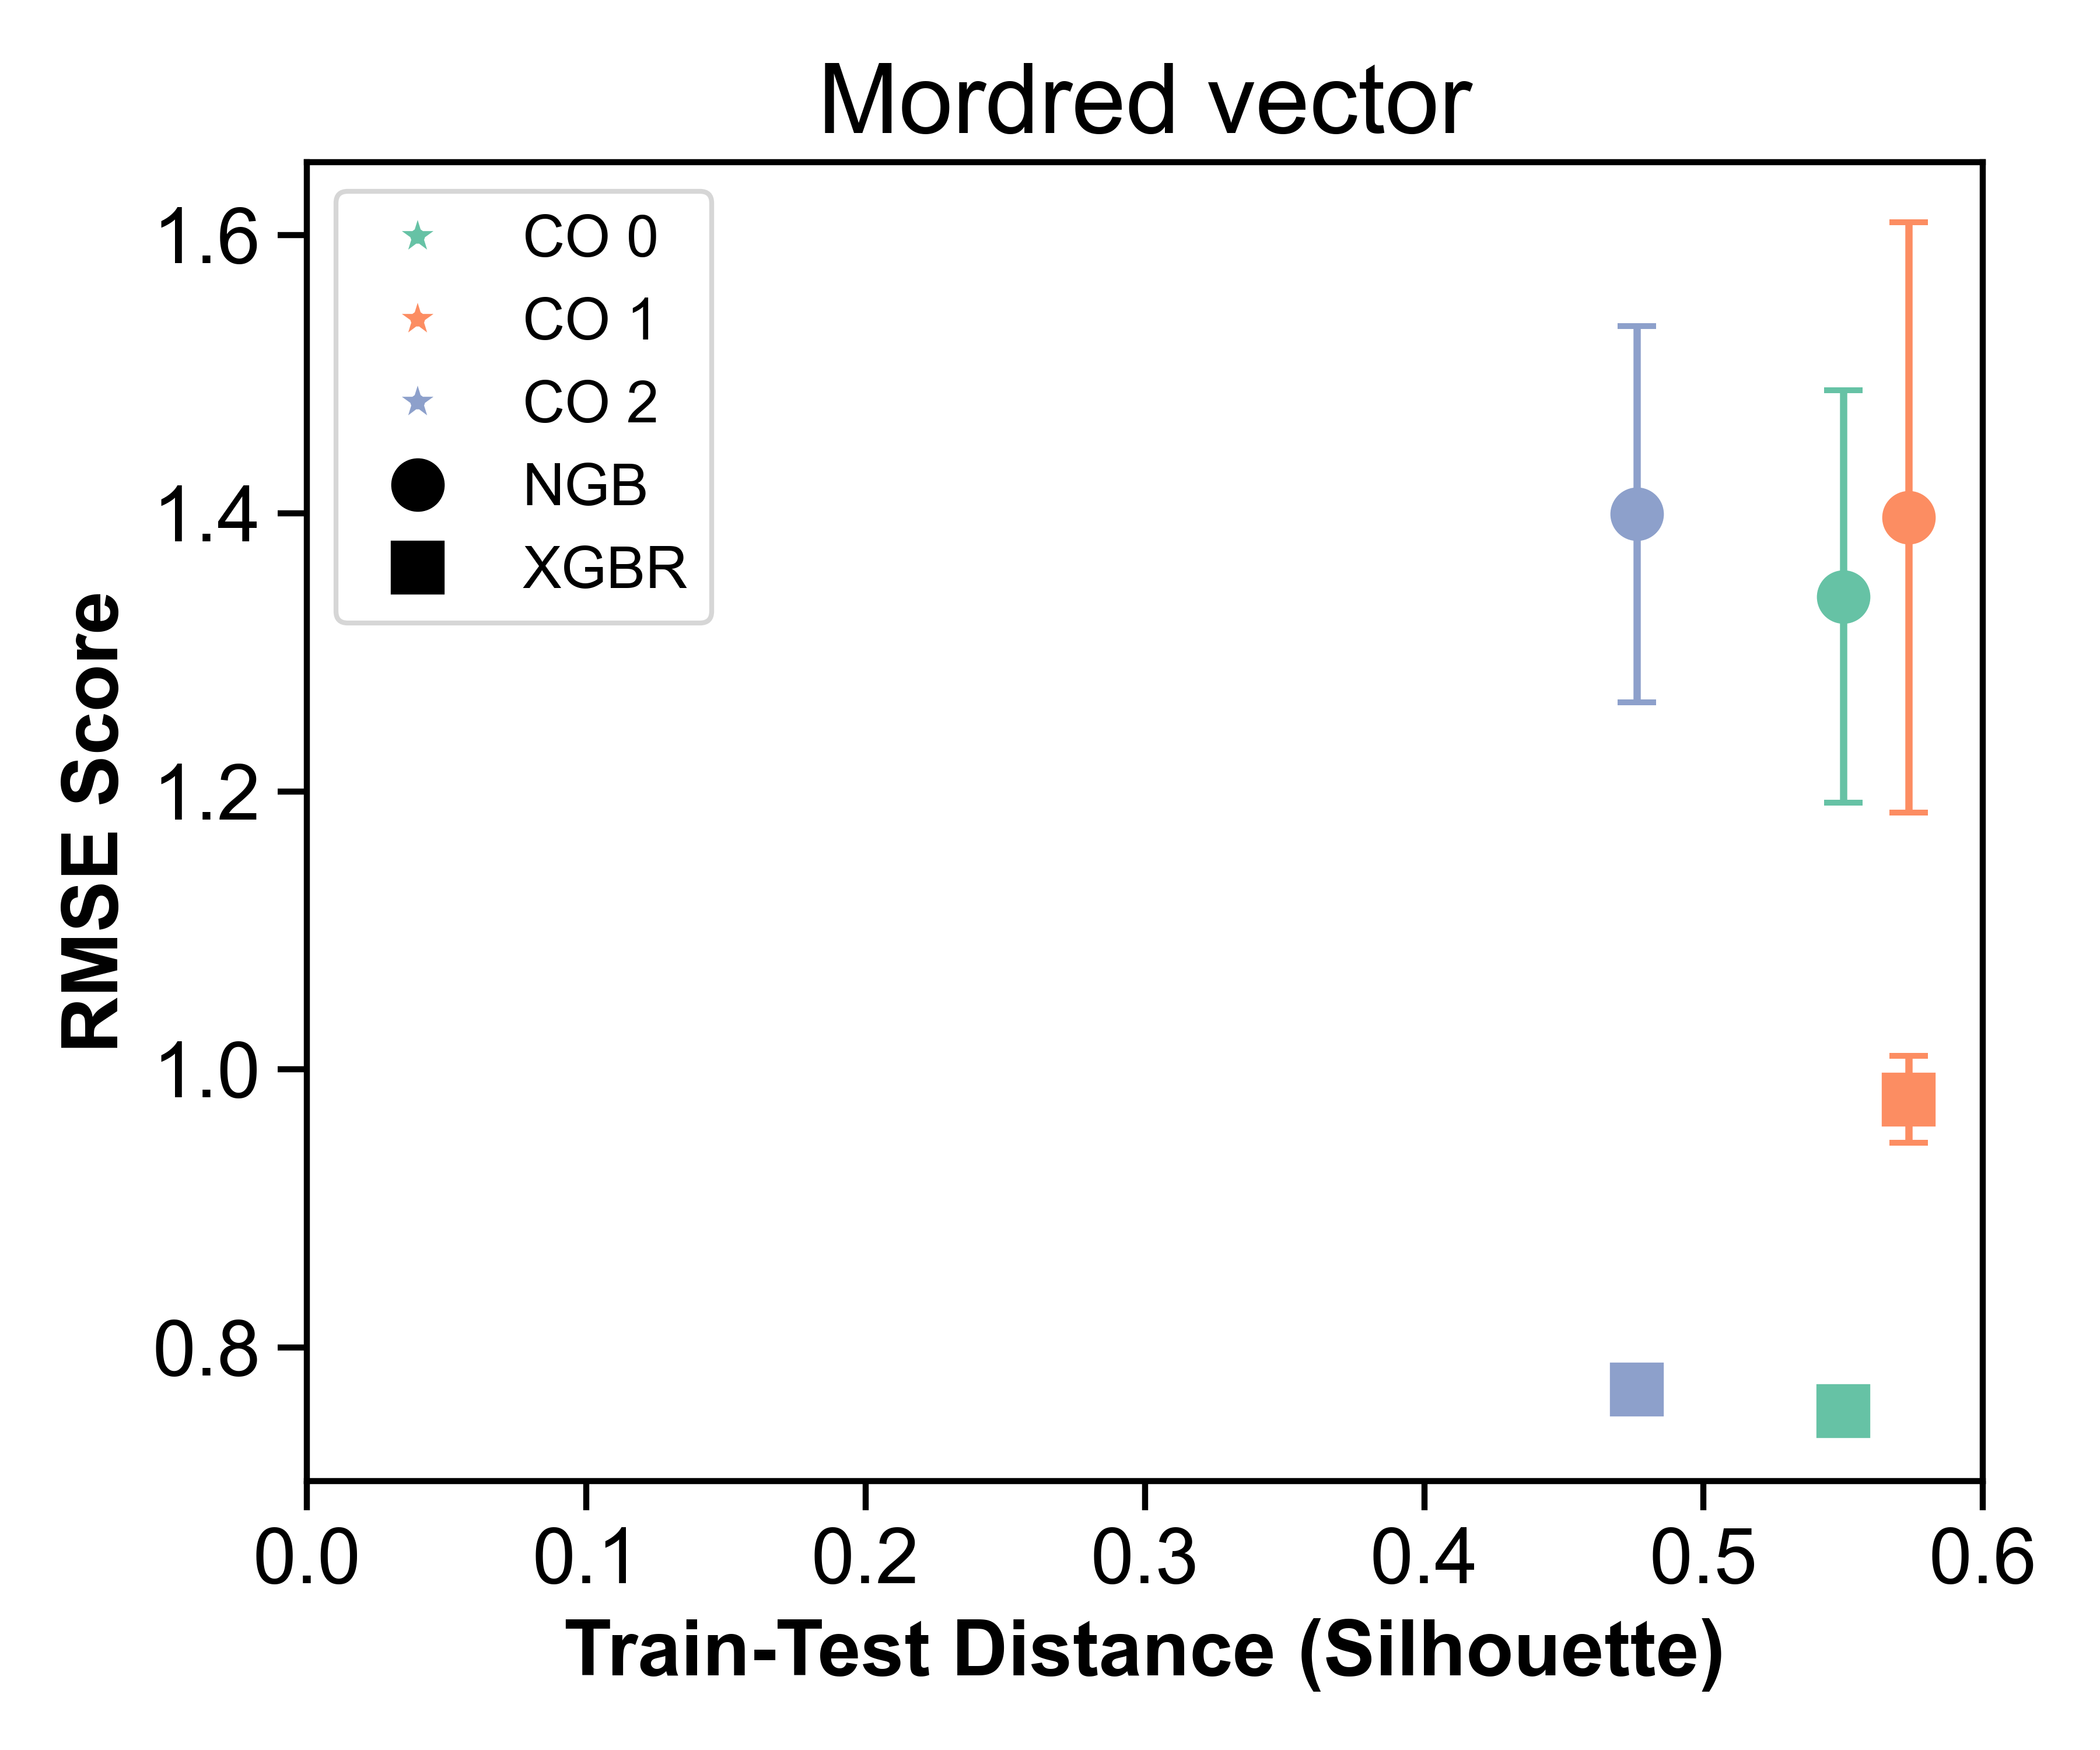 Mordred vector
CO 0
CO 1
CO 2
NGB
XGBR
RMSE Score
1.6
1.4
1.2
1.0
0.8
0.0 0.1 0.2 0.3 0.4 0.5 0.6
Train-Test Distance (Silhouette)